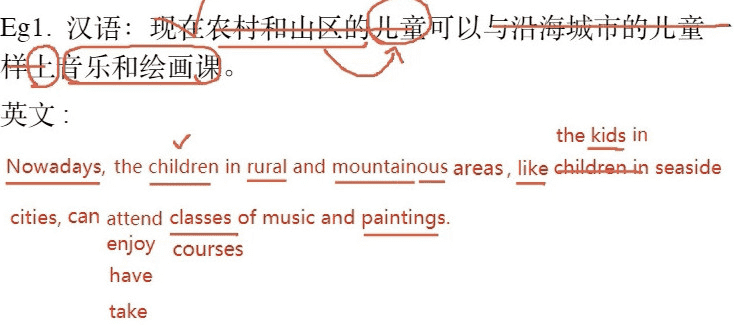 Eg1. 汉语：现在农村和山区的儿童可以与沿海城市的儿童一
样上音乐和绘画课。
英文：
the kids in
Nowadays, the children in rural and mountainous areas, like children in seaside
cities, can attend classes of music and paintings.
enjoy courses
have
take